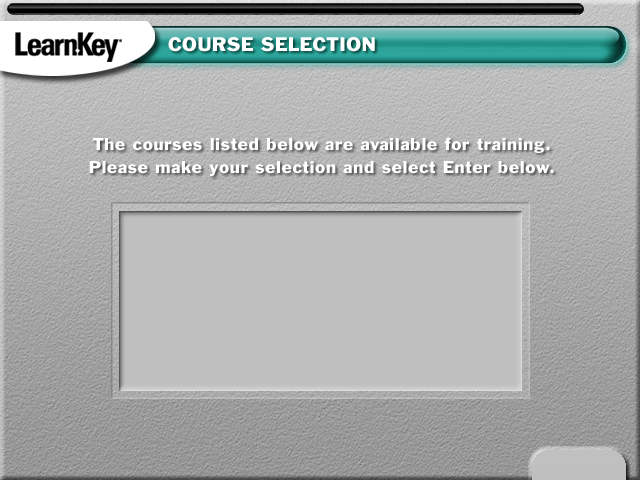 LearnKey
COURSE SELECTION
The courses listed below are available for training.
Please make your selection and select Enter below.